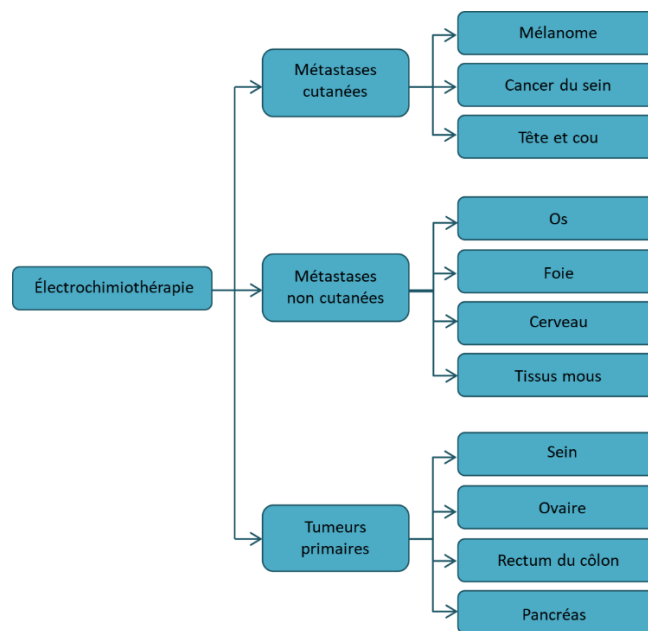 Électrochimiothérapie
Métastases
cutanées
Mélanome
Cancer du sein
Tête et cou
Métastases
non cutanées
Os
Foie
Cerveau
Tissus mous
Tumeurs
primaires
Sein
Ovaire
Rectum du côlon
Pancréas